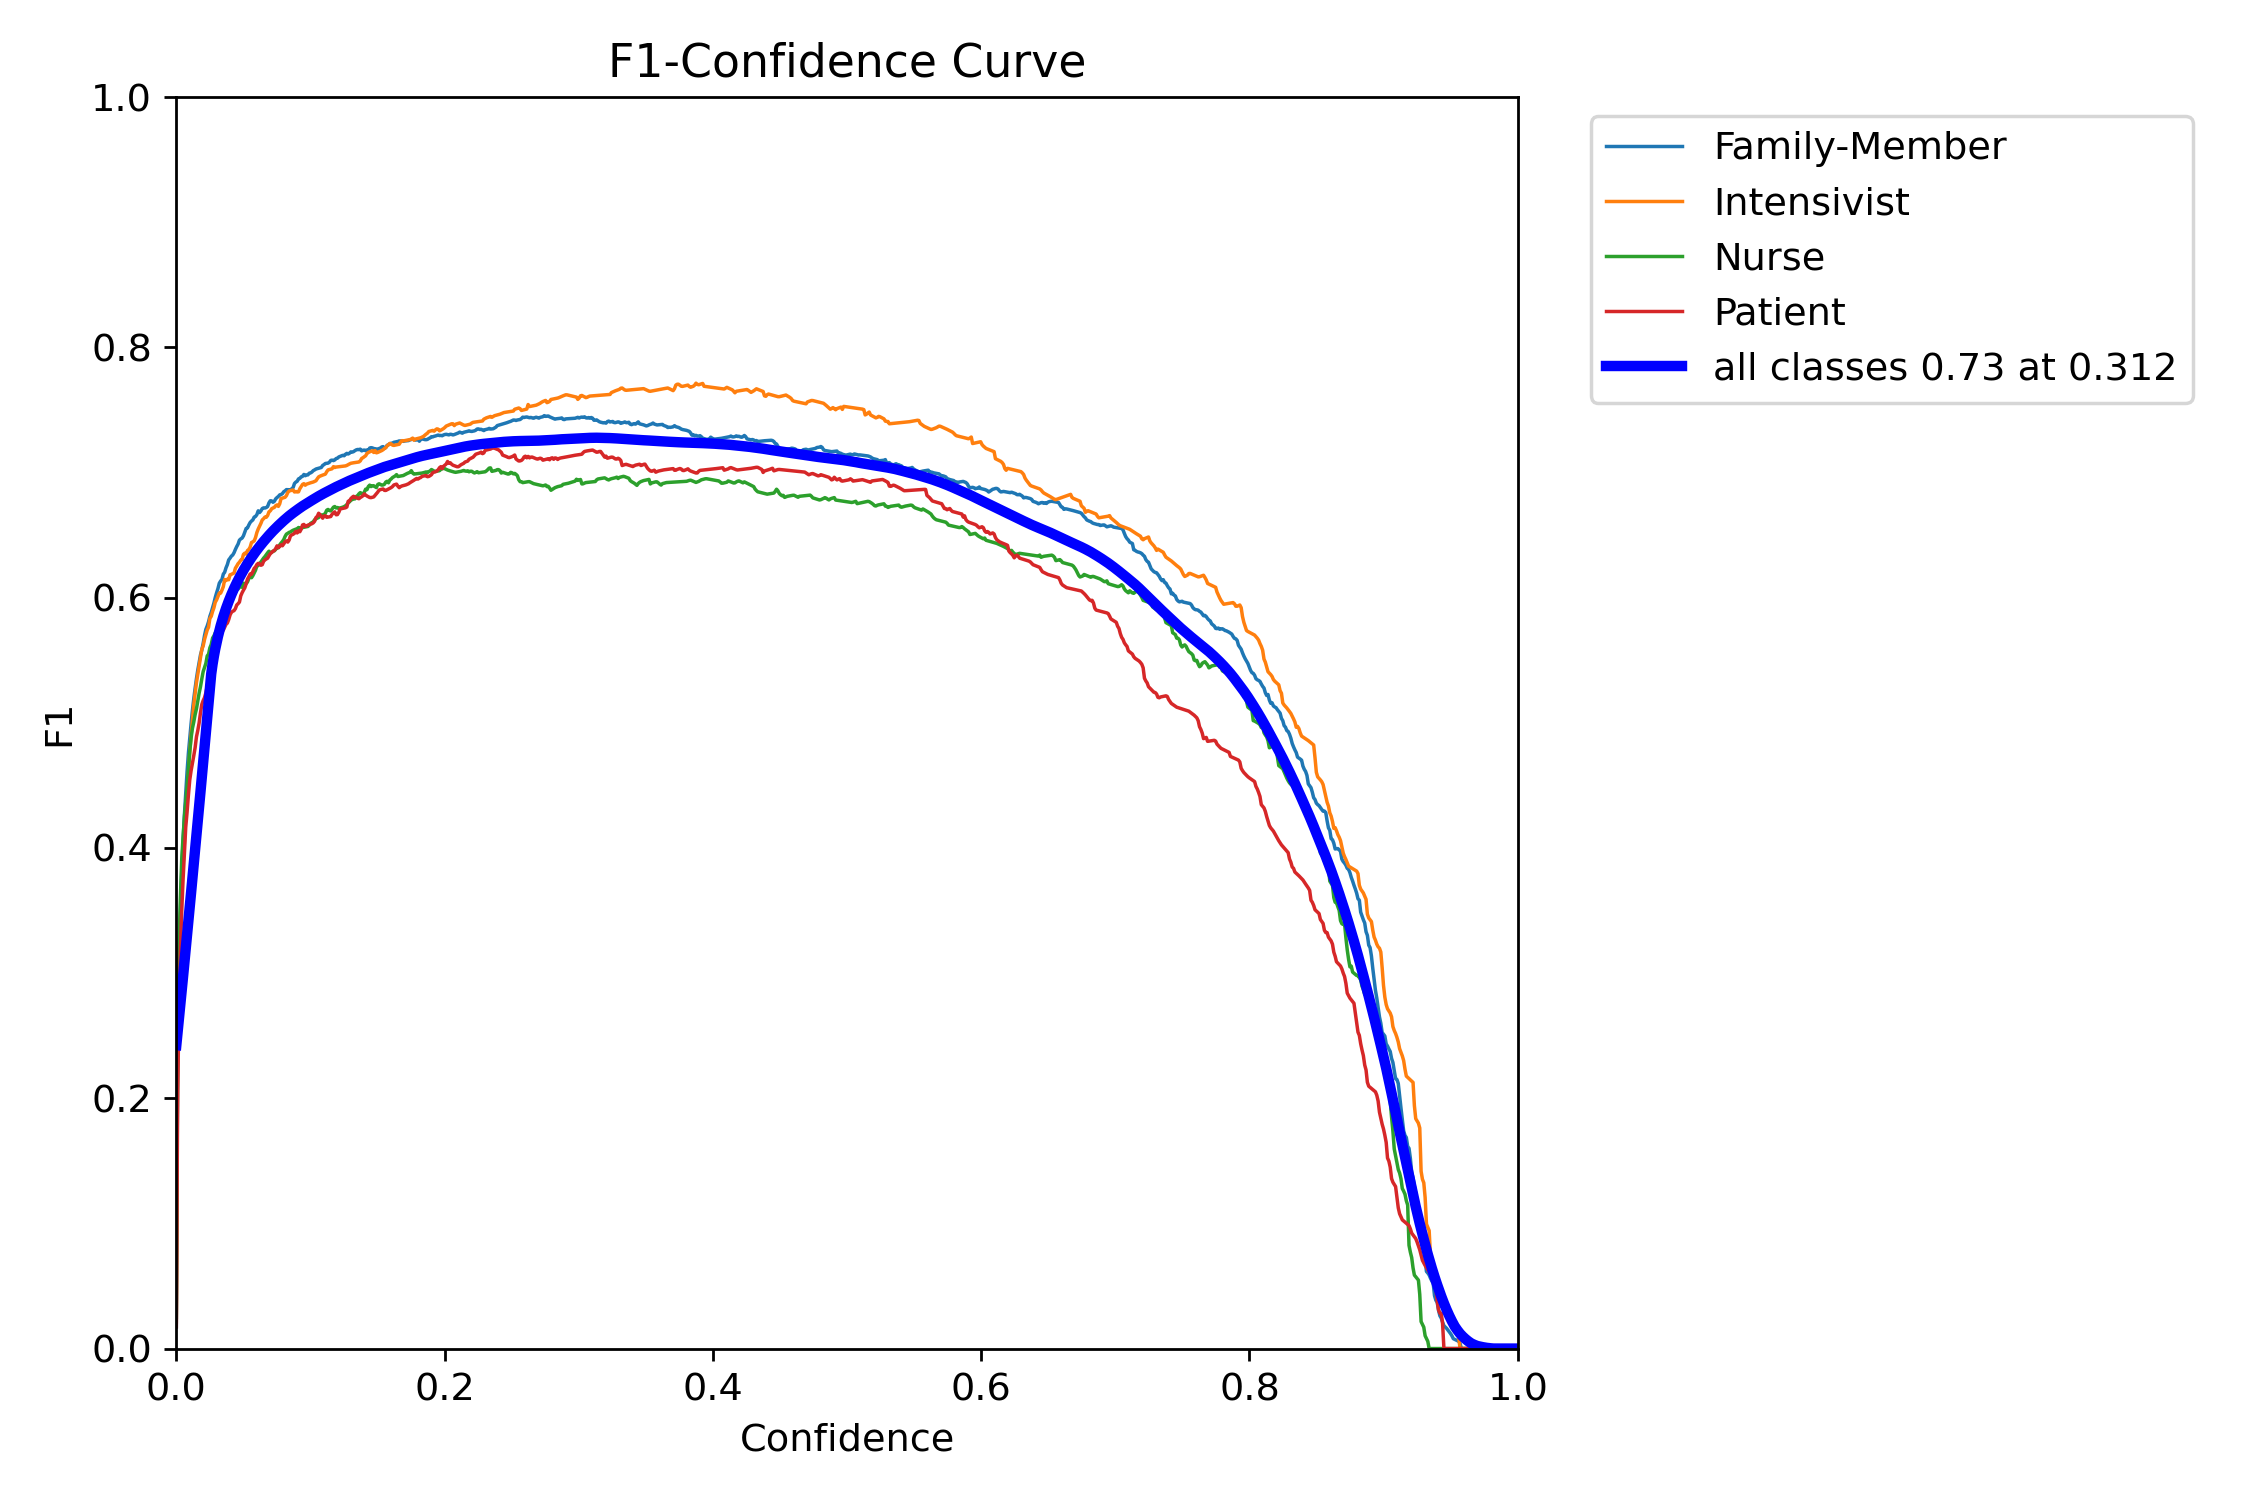 F1-Confidence Curve
1.0
0.8
0.6
0.4
0.2
0.0
F1
0.0 0.2 0.4 0.6 0.8 1.0
Confidence
Family-Member
Intensivist
Nurse
Patient
all classes 0.73 at 0.312